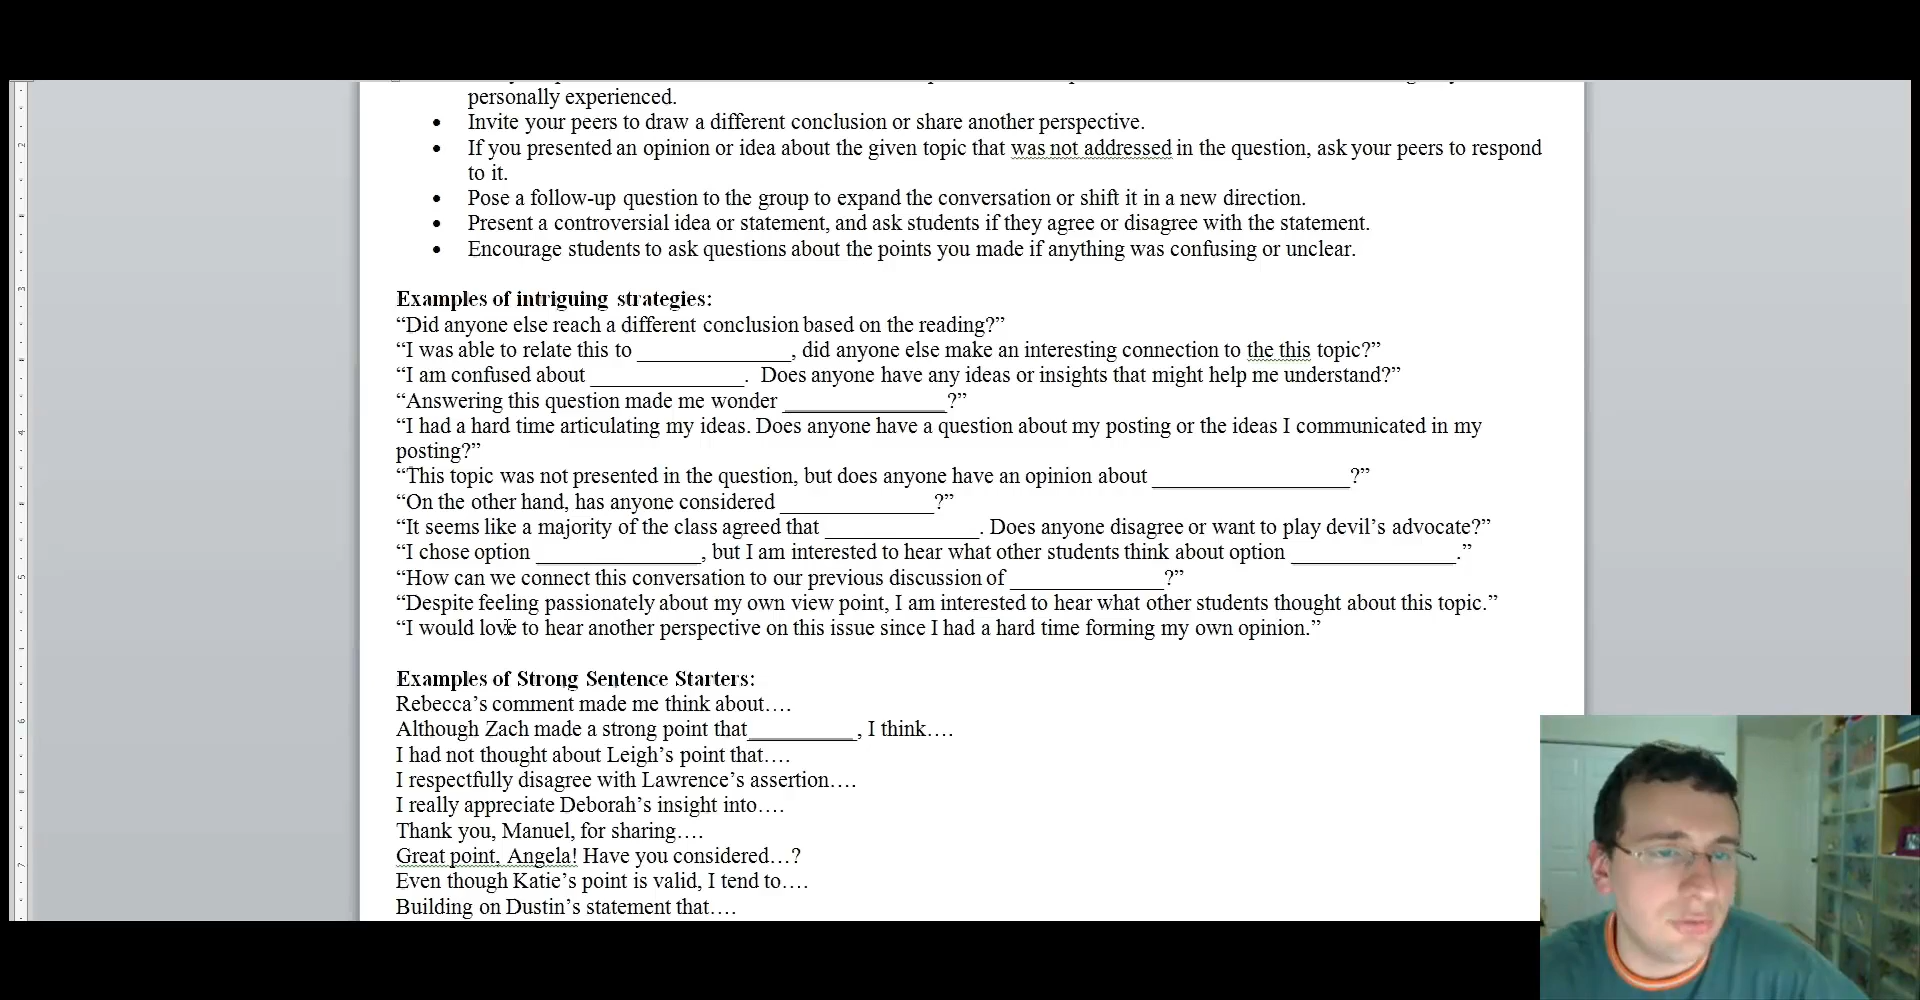 personally experienced.
• Invite your peers to draw a different conclusion or share another perspective.
• If you presented an opinion or idea about the given topic that was not addressed in the question, ask your peers to respond
to it.
• Pose a follow-up question to the group to expand the conversation or shift it in a new direction.
• Present a controversial idea or statement, and ask students if they agree or disagree with the statement.
• Encourage students to ask questions about the points you made if anything was confusing or unclear.
Examples of intriguing strategies:
“Did anyone else reach a different conclusion based on the reading?”
“I was able to relate this to ______________, did anyone else make an interesting connection to the this topic?”
“I am confused about ______________.  Does anyone have any ideas or insights that might help me understand?”
“Answering this question made me wonder _______________?”
“I had a hard time articulating my ideas. Does anyone have a question about my posting or the ideas I communicated in my
posting?”
“This topic was not presented in the question, but does anyone have an opinion about __________________?”
“On the other hand, has anyone considered ______________?”
“It seems like a majority of the class agreed that ______________. Does anyone disagree or want to play devil’s advocate?”
“I chose option _______________, but I am interested to hear what other students think about option _______________.”
“How can we connect this conversation to our previous discussion of ______________?”
“Despite feeling passionately about my own view point, I am interested to hear what other students thought about this topic.”
“I would love to hear another perspective on this issue since I had a hard time forming my own opinion.”
Examples of Strong Sentence Starters:
Rebecca’s comment made me think about….
Although Zach made a strong point that__________, I think….
I had not thought about Leigh’s point that….
I respectfully disagree with Lawrence’s assertion….
I really appreciate Deborah’s insight into….
Thank you, Manuel, for sharing….
Great point, Angela! Have you considered…?
Even though Katie’s point is valid, I tend to….
Building on Dustin’s statement that….